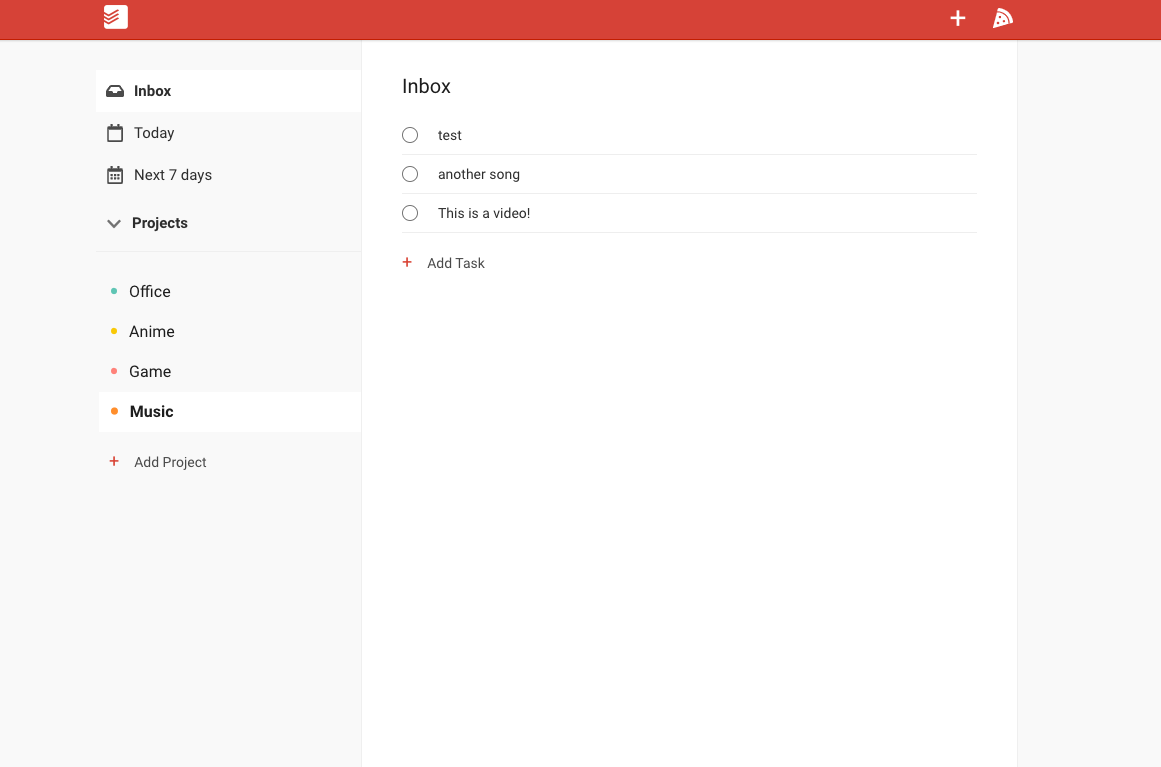 Inbox
Today
Next 7 days
Projects
Office
Anime
Game
Music
Add Project
Inbox
test
another song
This is a video!
Add Task